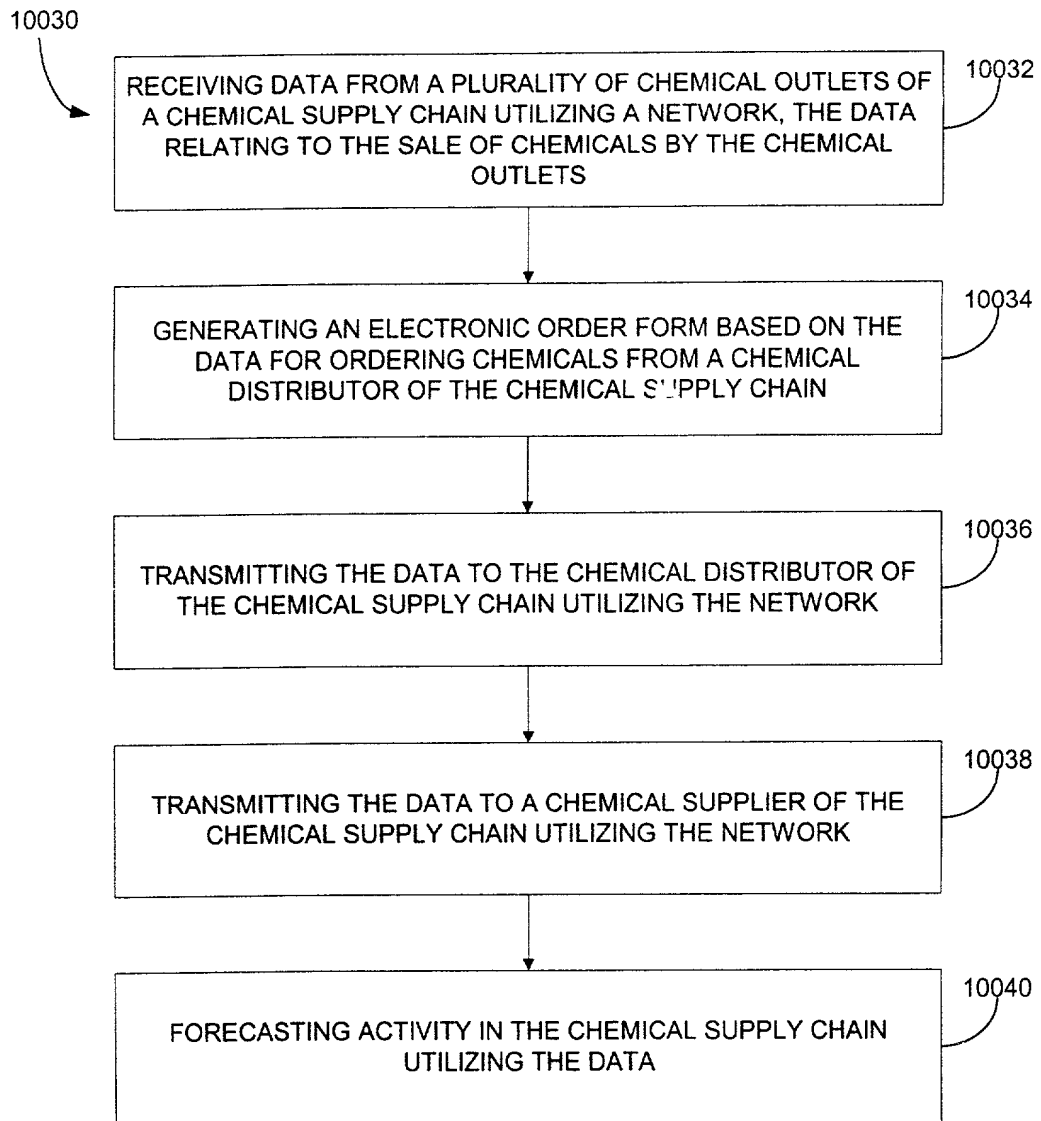 10030
RECEIVING DATA FROM A PLURALITY OF CHEMICAL OUTLETS OF
A CHEMICAL SUPPLY CHAIN UTILIZING A NETWORK, THE DATA
RELATING TO THE SALE OF CHEMICALS BY THE CHEMICAL
OUTLETS
10032
GENERATING AN ELECTRONIC ORDER FORM BASED ON THE
DATA FOR ORDERING CHEMICALS FROM A CHEMICAL
DISTRIBUTOR OF THE CHEMICAL SUPPLY CHAIN
10034
TRANSMITTING THE DATA TO THE CHEMICAL DISTRIBUTOR OF
THE CHEMICAL SUPPLY CHAIN UTILIZING THE NETWORK
10036
TRANSMITTING THE DATA TO A CHEMICAL SUPPLIER OF THE
CHEMICAL SUPPLY CHAIN UTILIZING THE NETWORK
10038
FORECASTING ACTIVITY IN THE CHEMICAL SUPPLY CHAIN
UTILIZING THE DATA
10040